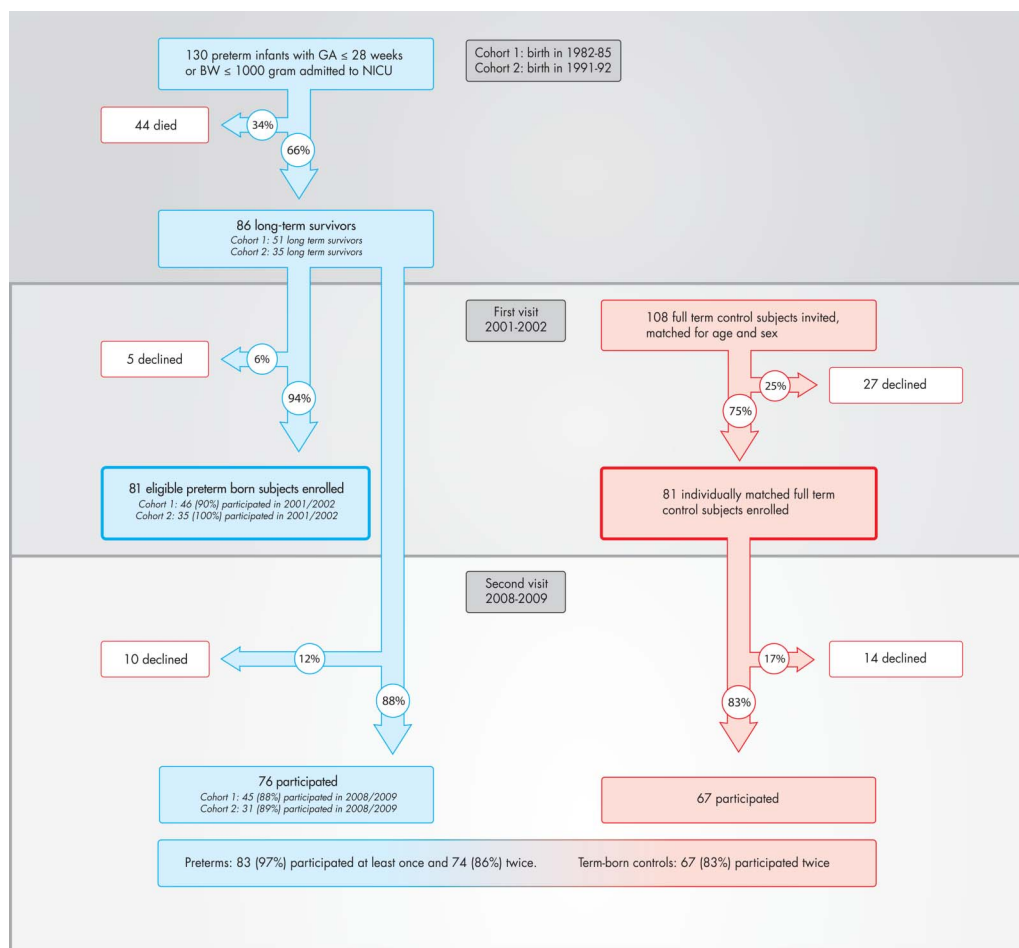 130 preterm infants with GA ≤ 28 weeks
or BW ≤ 1000 gram admitted to NICU
Cohort 1: birth in 1982-85
Cohort 2: birth in 1991-92
44 died
34%
66%
86 long-term survivors
Cohort 1: 51 long term survivors
Cohort 2: 35 long term survivors
First visit
2001-2002
108 full term control subjects invited,
matched for age and sex
5 declined
6%
94%
25%
27 declined
75%
81 eligible preterm born subjects enrolled
Cohort 1: 46 (90%) participated in 2001/2002
Cohort 2: 35 (100%) participated in 2001/2002
81 individually matched full term
control subjects enrolled
Second visit
2008-2009
10 declined
12%
88%
17%
14 declined
83%
76 participated
Cohort 1: 45 (88%) participated in 2008/2009
Cohort 2: 31 (89%) participated in 2008/2009
67 participated
Preterms: 83 (97%) participated at least once and 74 (86%) twice.
Term-born controls: 67 (83%) participated twice